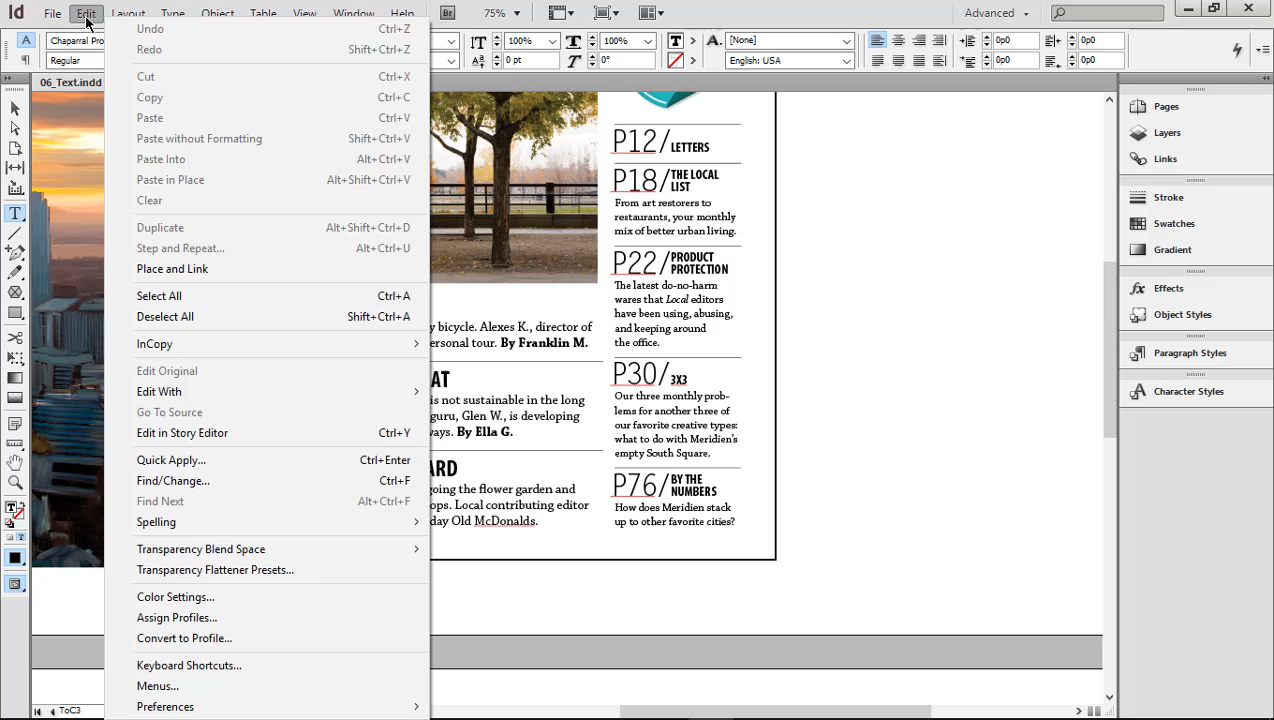 Id File Edit Layout Type Object Table View Window Help Br 75% Advanced
A Chaparral Pro 100% 100% T A. [None] 0p0 0p0
¶ Regular 0 pt 0° English: USA 0p0 0p0
06_Text.indd
Undo Ctrl+Z
Redo Shift+Ctrl+Z
Cut Ctrl+X
Copy Ctrl+C
Paste Ctrl+V
Paste without Formatting Shift+Ctrl+V
Paste Into Alt+Ctrl+V
Paste in Place Alt+Shift+Ctrl+V
Clear
Duplicate Alt+Shift+Ctrl+D
Step and Repeat... Alt+Ctrl+U
Place and Link
Select All Ctrl+A
Deselect All Shift+Ctrl+A
InCopy
Edit Original
Edit With
Go To Source
Edit in Story Editor Ctrl+Y
Quick Apply... Ctrl+Enter
Find/Change... Ctrl+F
Find Next Alt+Ctrl+F
Spelling
Transparency Blend Space
Transparency Flattener Presets...
Color Settings...
Assign Profiles...
Convert to Profile...
Keyboard Shortcuts...
Menus...
Preferences
y bicycle. Alexes K., director of
ersonal tour. By Franklin M.
AT
is not sustainable in the long
guru, Glen W., is developing
ways. By Ella G.
ARD
going the flower garden and
ops. Local contributing editor
day Old McDonalds.
P12/ LETTERS
P18/ THE LOCAL
LIST
From art restorers to
restaurants, your monthly
mix of better urban living.
P22/ PRODUCT
PROTECTION
The latest do-no-harm
wares that Local editors
have been using, abusing,
and keeping around
the office.
P30/ 3X3
Our three monthly prob-
lems for another three of
our favorite creative types:
what to do with Meridien's
empty South Square.
P76/ BY THE
NUMBERS
How does Meridien stack
up to other favorite cities?
Pages
Layers
Links
Stroke
Swatches
Gradient
Effects
Object Styles
Paragraph Styles
Character Styles
ToC3